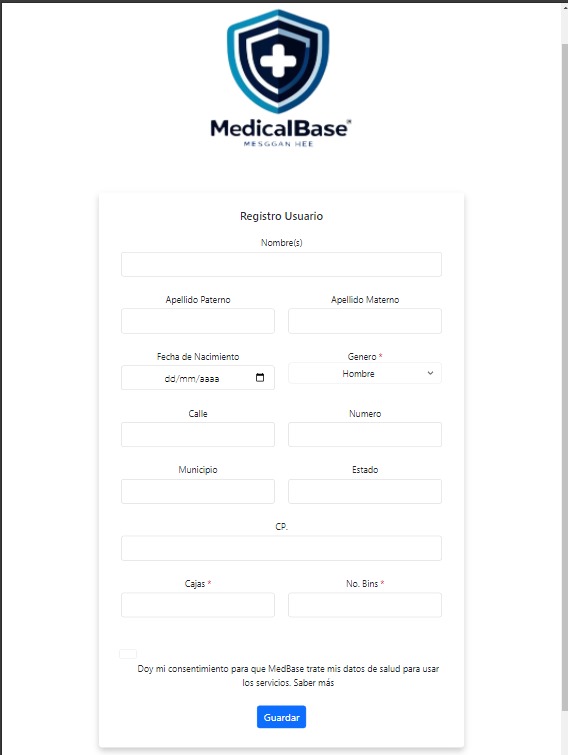 MedicalBase
MESGGAN HEE
Registro Usuario
Nombre(s)
Apellido Paterno Apellido Materno
Fecha de Nacimiento Genero *
dd/mm/aaaa Hombre
Calle Numero
Municipio Estado
CP.
Cajas * No. Bins *
Doy mi consentimiento para que MedBase trate mis datos de salud para usar
los servicios. Saber más
Guardar